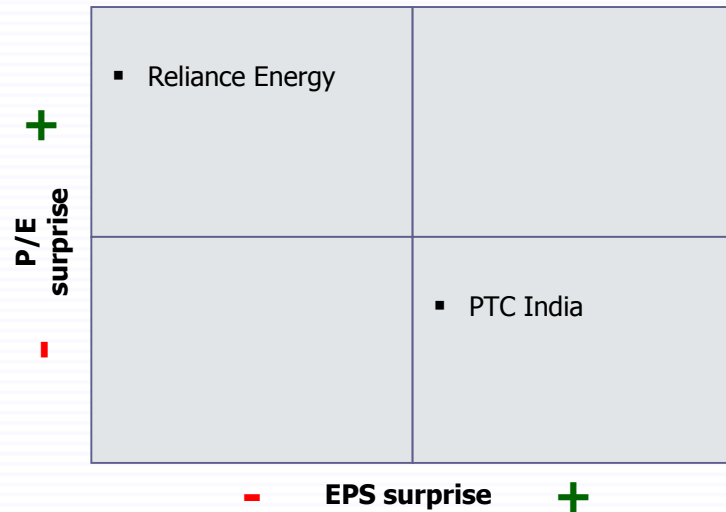 ▪ Reliance Energy
+
P/E
surprise
▪ PTC India
-
- EPS surprise +